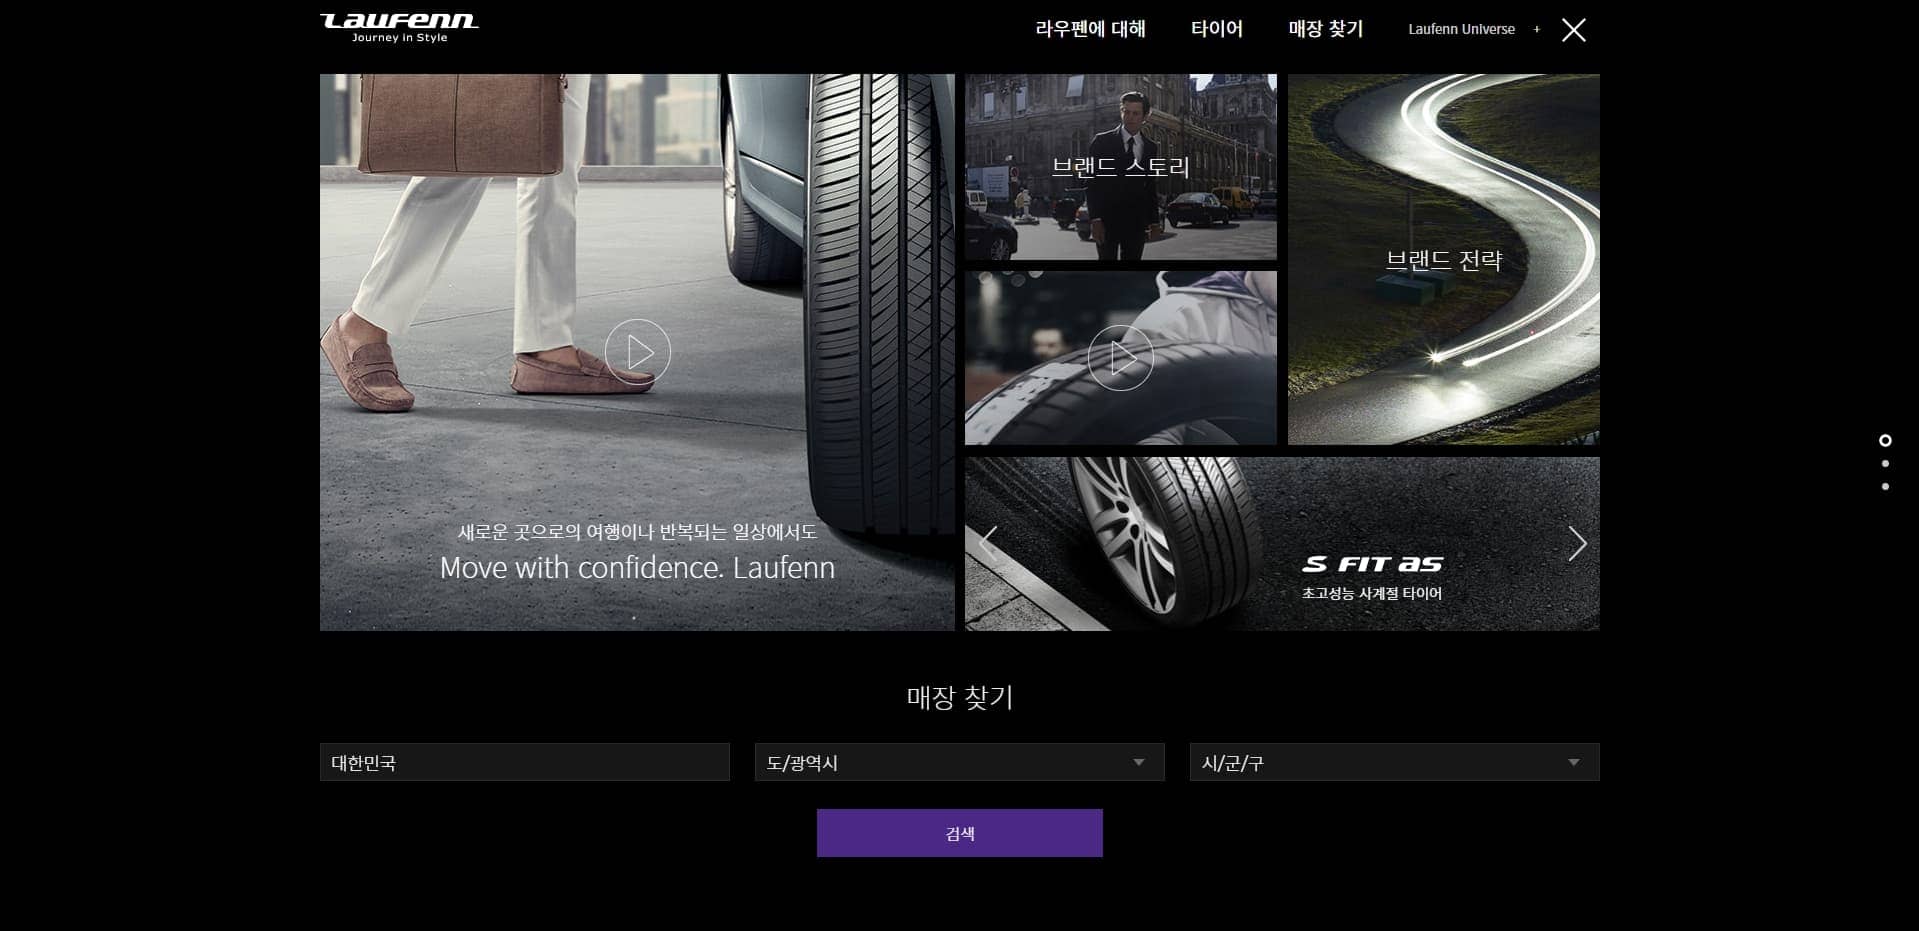 Laufenn
Journey in Style
라우펜에 대해
타이어
매장 찾기
Laufenn Universe +
브랜드 스토리
브랜드 전략
새로운 곳으로의 여행이나 반복되는 일상에서도
Move with confidence. Laufenn
S FIT as
초고성능 사계절 타이어
매장 찾기
대한민국
도/광역시
시/군/구
검색